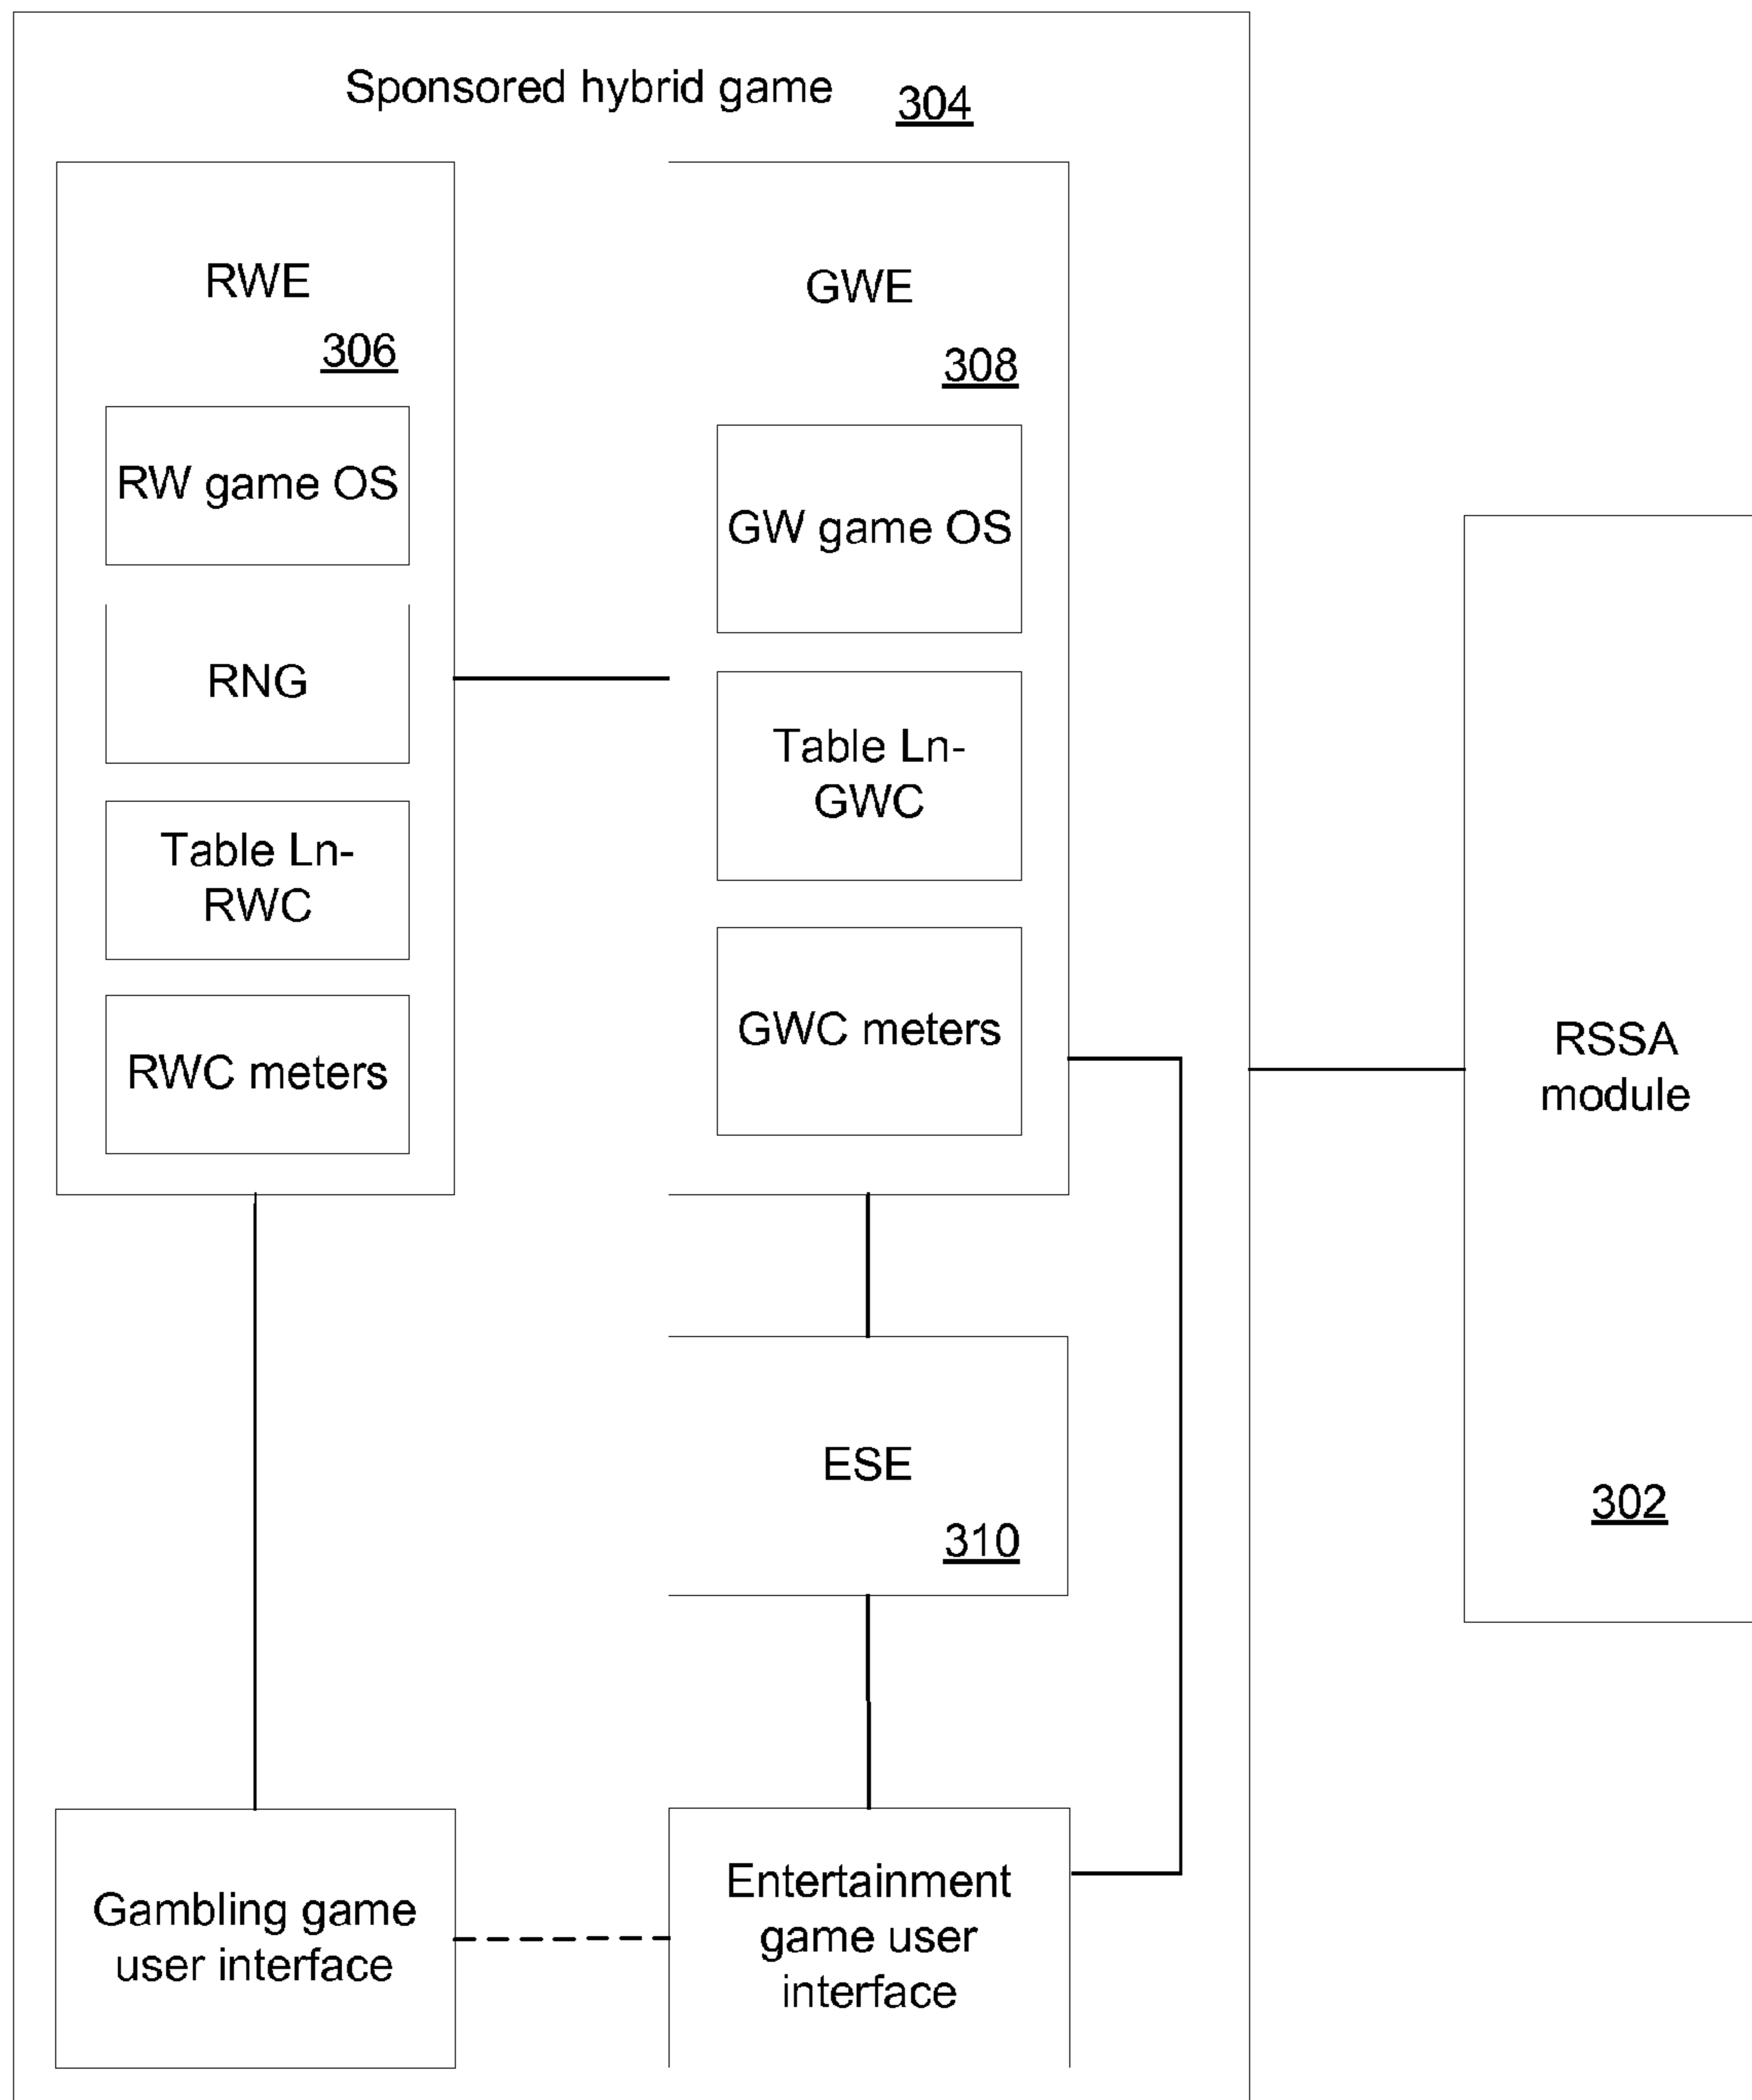 Sponsored hybrid game
304
RWE
306
RW game OS
RNG
Table Ln-
RWC
RWC meters
GWE
308
GW game OS
Table Ln-
GWC
GWC meters
ESE
310
Gambling game
user interface
Entertainment
game user
interface
RSSA
module
302